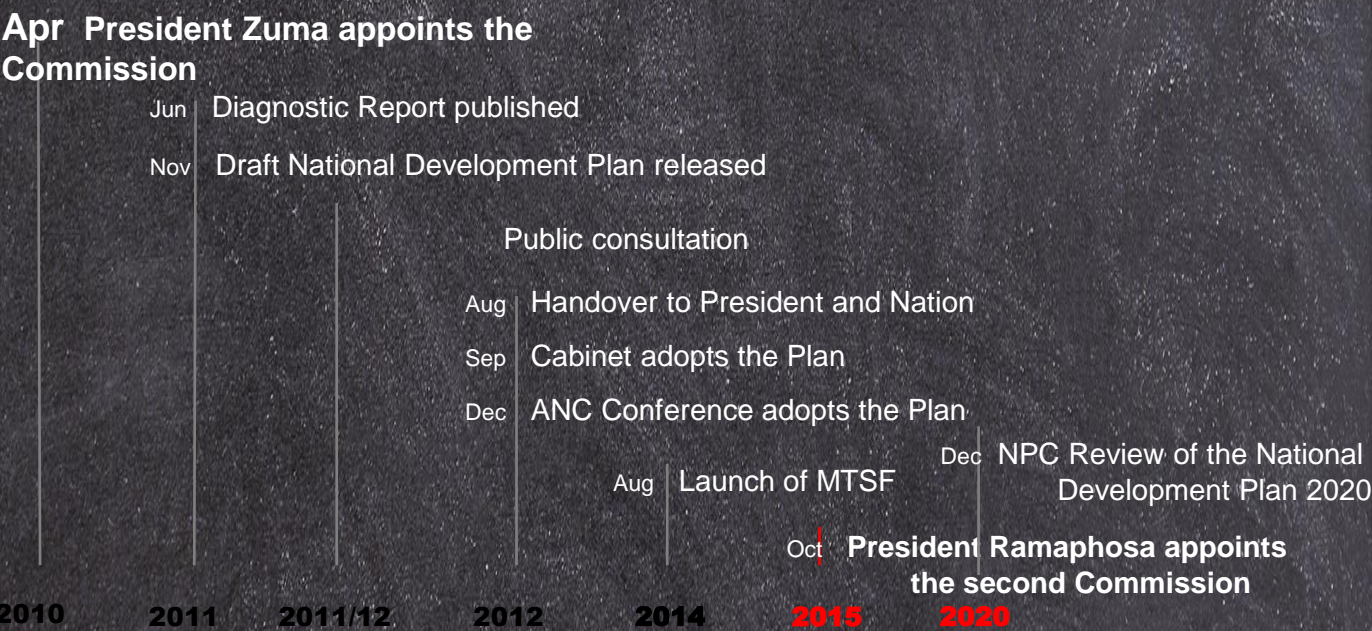 Apr President Zuma appoints the
Commission
Jun Diagnostic Report published
Nov Draft National Development Plan released
Public consultation
Aug Handover to President and Nation
Sep Cabinet adopts the Plan
Dec ANC Conference adopts the Plan
Dec NPC Review of the National
Development Plan 2020
Aug Launch of MTSF
Oct President Ramaphosa appoints
the second Commission
2010 2011 2011/12 2012 2014 2015 2020